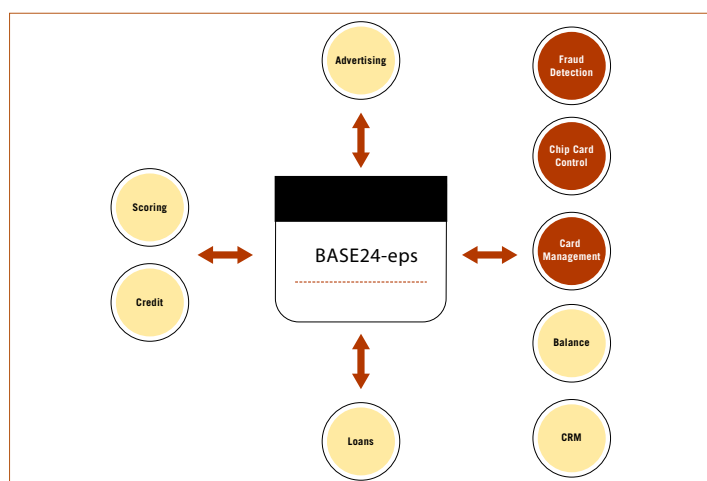 Advertising
Fraud
Detection
Chip Card
Control
Scoring
BASE24-eps
Card
Management
Credit
Balance
Loans
CRM